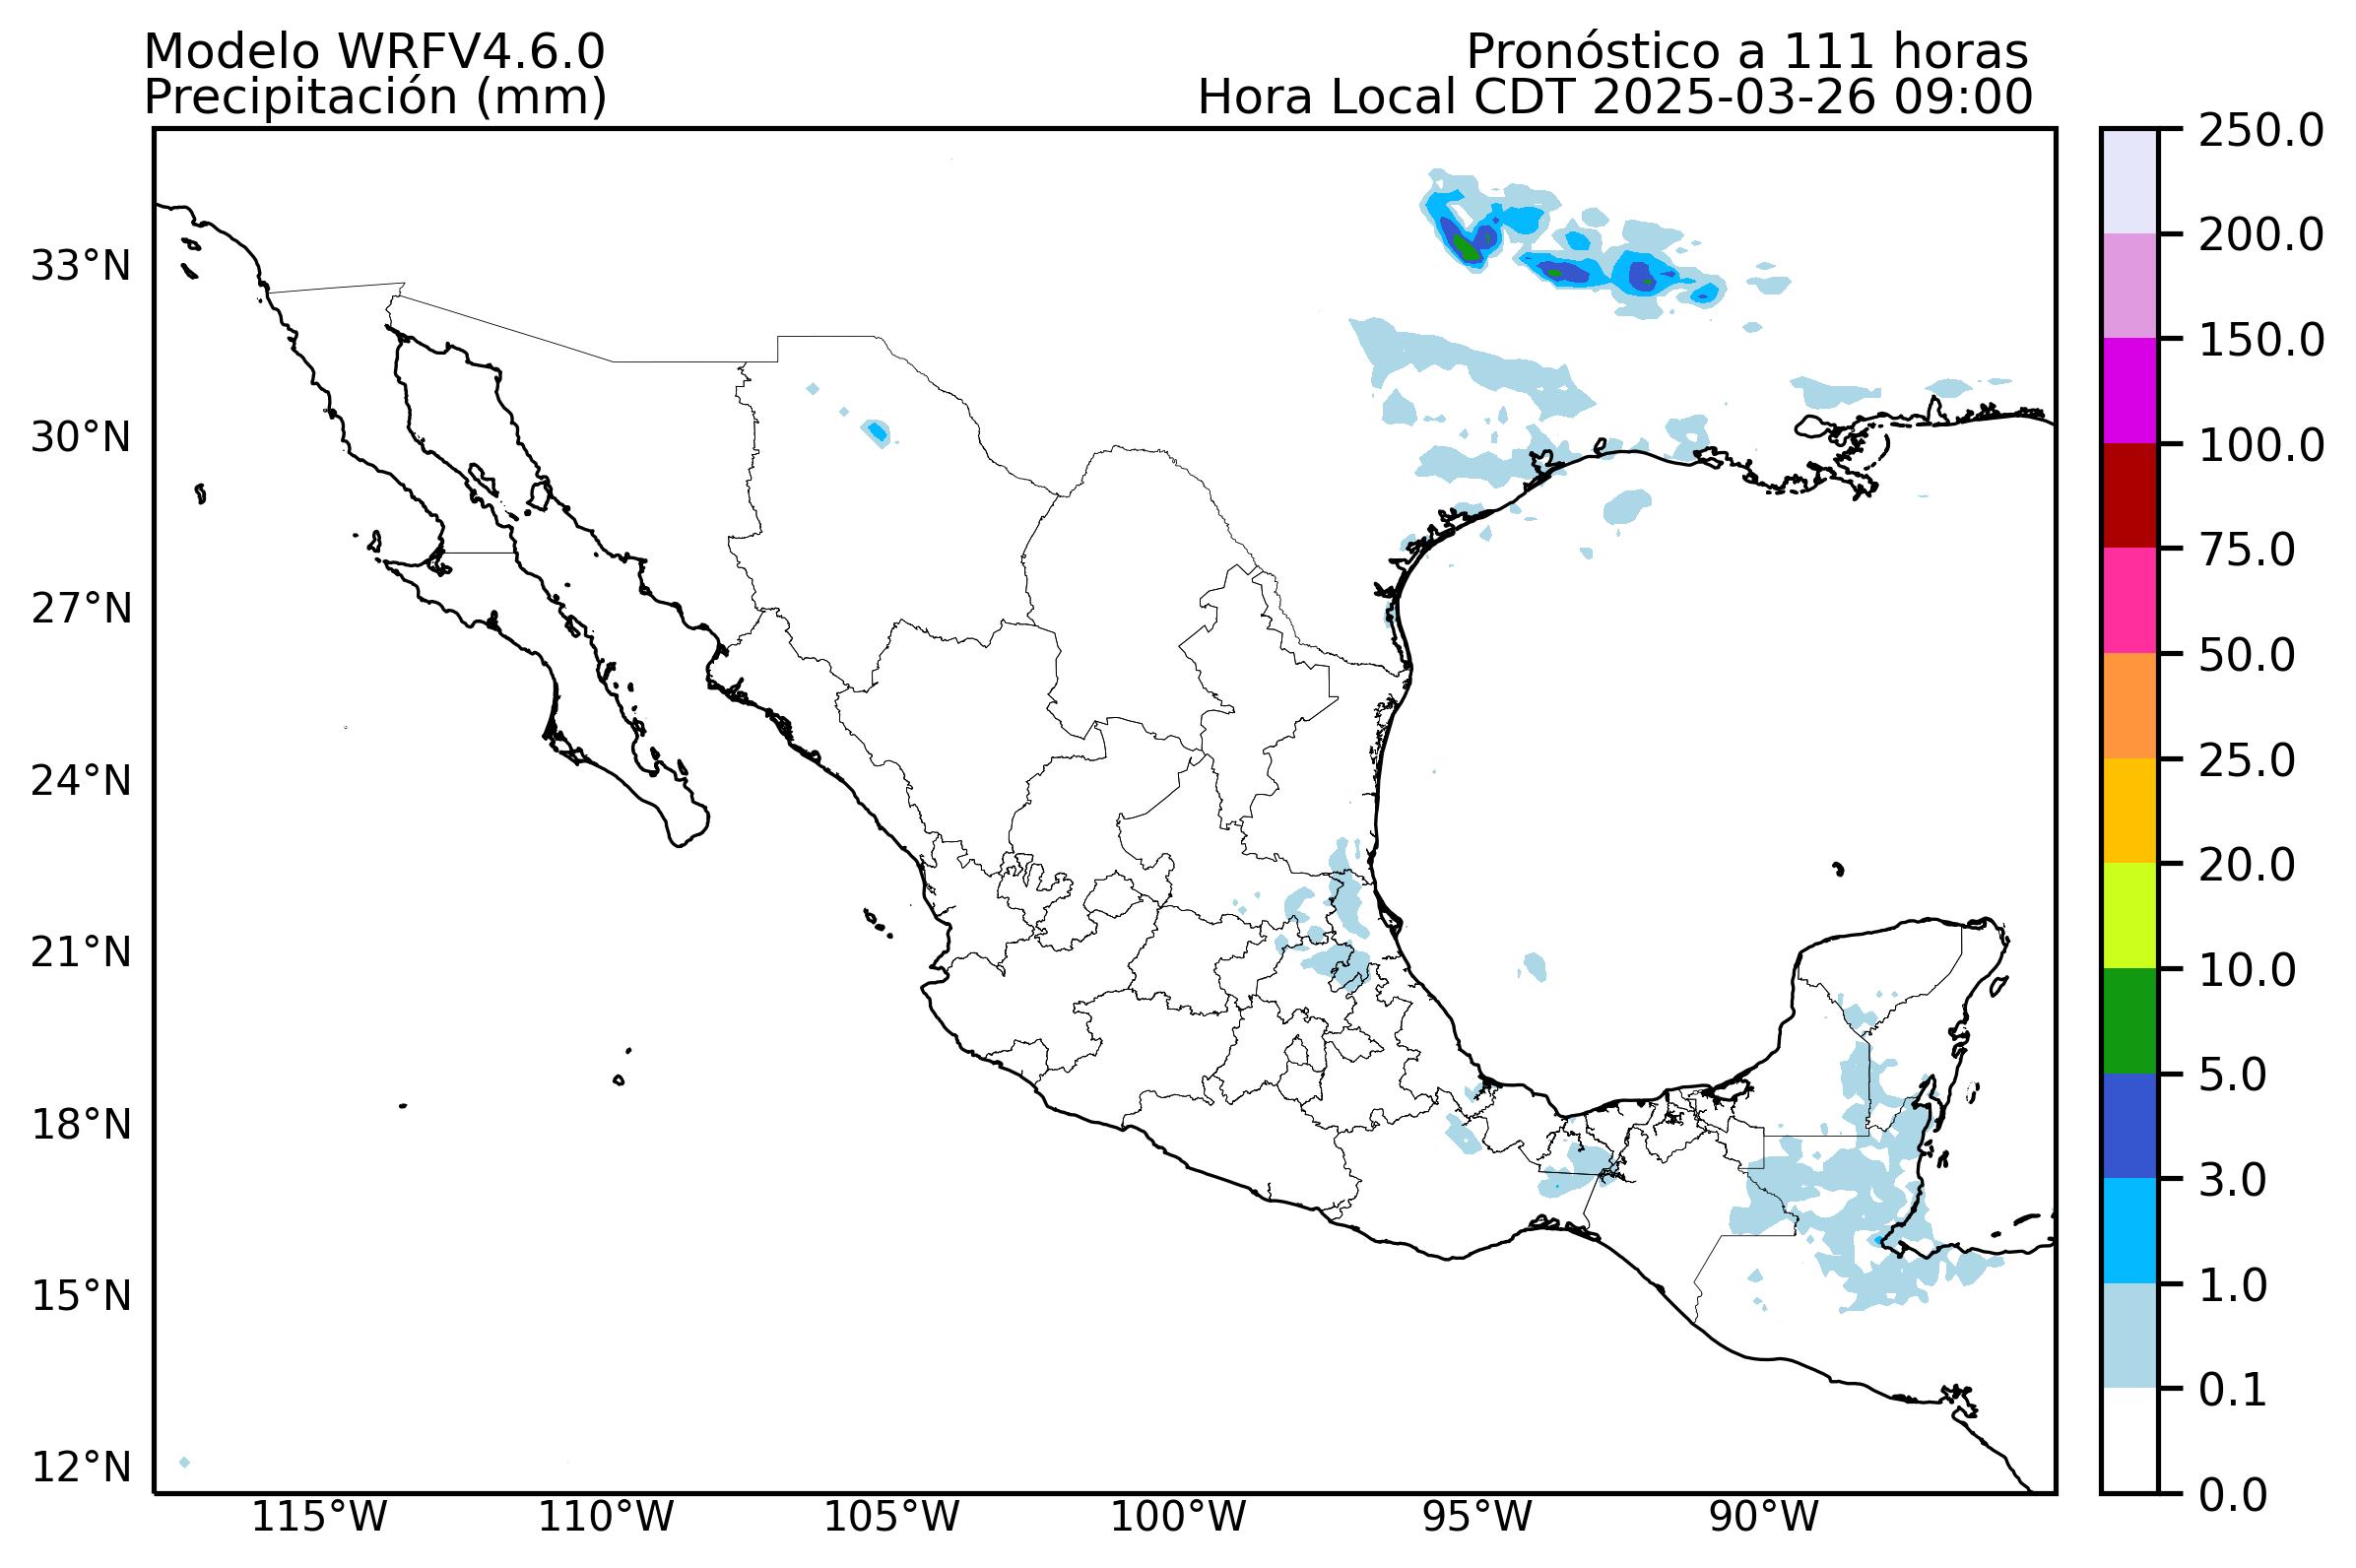 Modelo WRFV4.6.0
Pronóstico a 111 horas
Precipitación (mm)
Hora Local CDT 2025-03-26 09:00
250.0
200.0
150.0
100.0
75.0
50.0
25.0
20.0
10.0
5.0
3.0
1.0
0.1
0.0
33°N
30°N
27°N
24°N
21°N
18°N
15°N
12°N
115°W
110°W
105°W
100°W
95°W
90°W